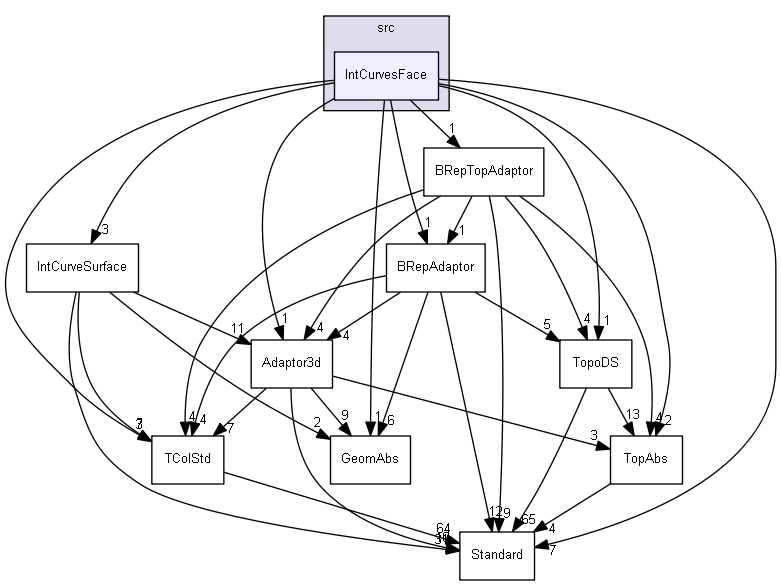 src
IntCurvesFace
1
BRepTopAdaptor
3
1
1
IntCurveSurface
BRepAdaptor
11
1
4
4
5
4
1
Adaptor3d
TopoDS
3
4
4
7
2
9
1
6
3
13
4
2
TColStd
GeomAbs
TopAbs
64
12
9
65
4
7
Standard